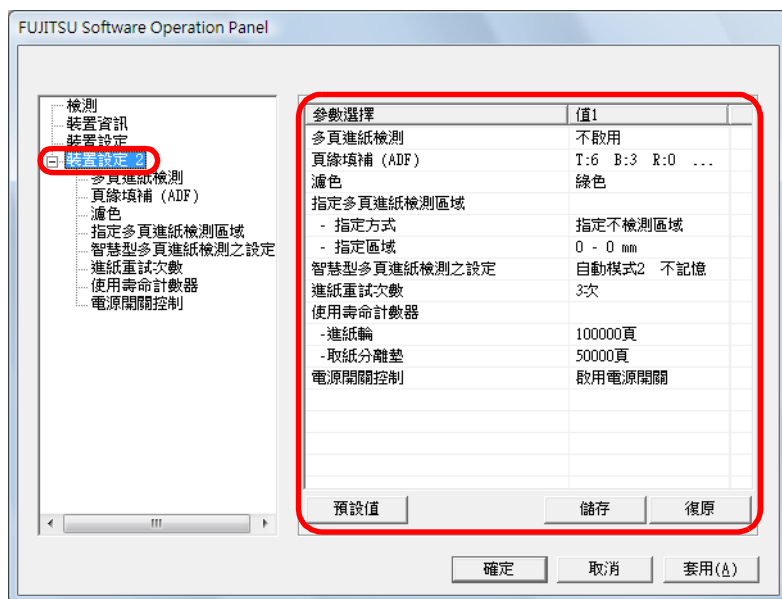 FUJITSU Software Operation Panel
檢測
裝置資訊
裝置設定
裝置設定 2
多頁進紙檢測
頁緣填補 (ADF)
濾色
指定多頁進紙檢測區域
智慧型多頁進紙檢測之設定
進紙重試次數
使用壽命計數器
電源開關控制
參數選擇 值1
多頁進紙檢測 不啟用
頁緣填補 (ADF) T:6 B:3 R:0 ...
濾色 綠色
指定多頁進紙檢測區域
- 指定方式 指定不檢測區域
- 指定區域 0 - 0 mm
智慧型多頁進紙檢測之設定 自動模式2 不記憶
進紙重試次數 3次
使用壽命計數器
-進紙輪 100000頁
-取紙分離墊 50000頁
電源開關控制 啟用電源開關
預設值 儲存 復原
確定 取消 套用(A)